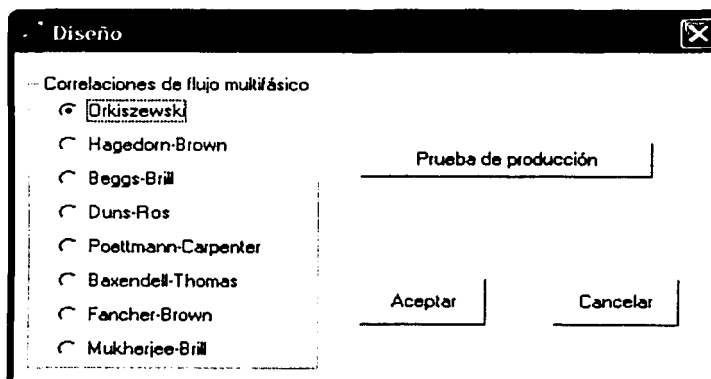 Diseño
Correlaciones de flujo multifásico
Orkiszewski
Hagedorn-Brown
Beggs-Brill
Duns-Ros
Poettmann-Carpenter
Baxendell-Thomas
Fancher-Brown
Mukherjee-Brill
Prueba de producción
Aceptar
Cancelar